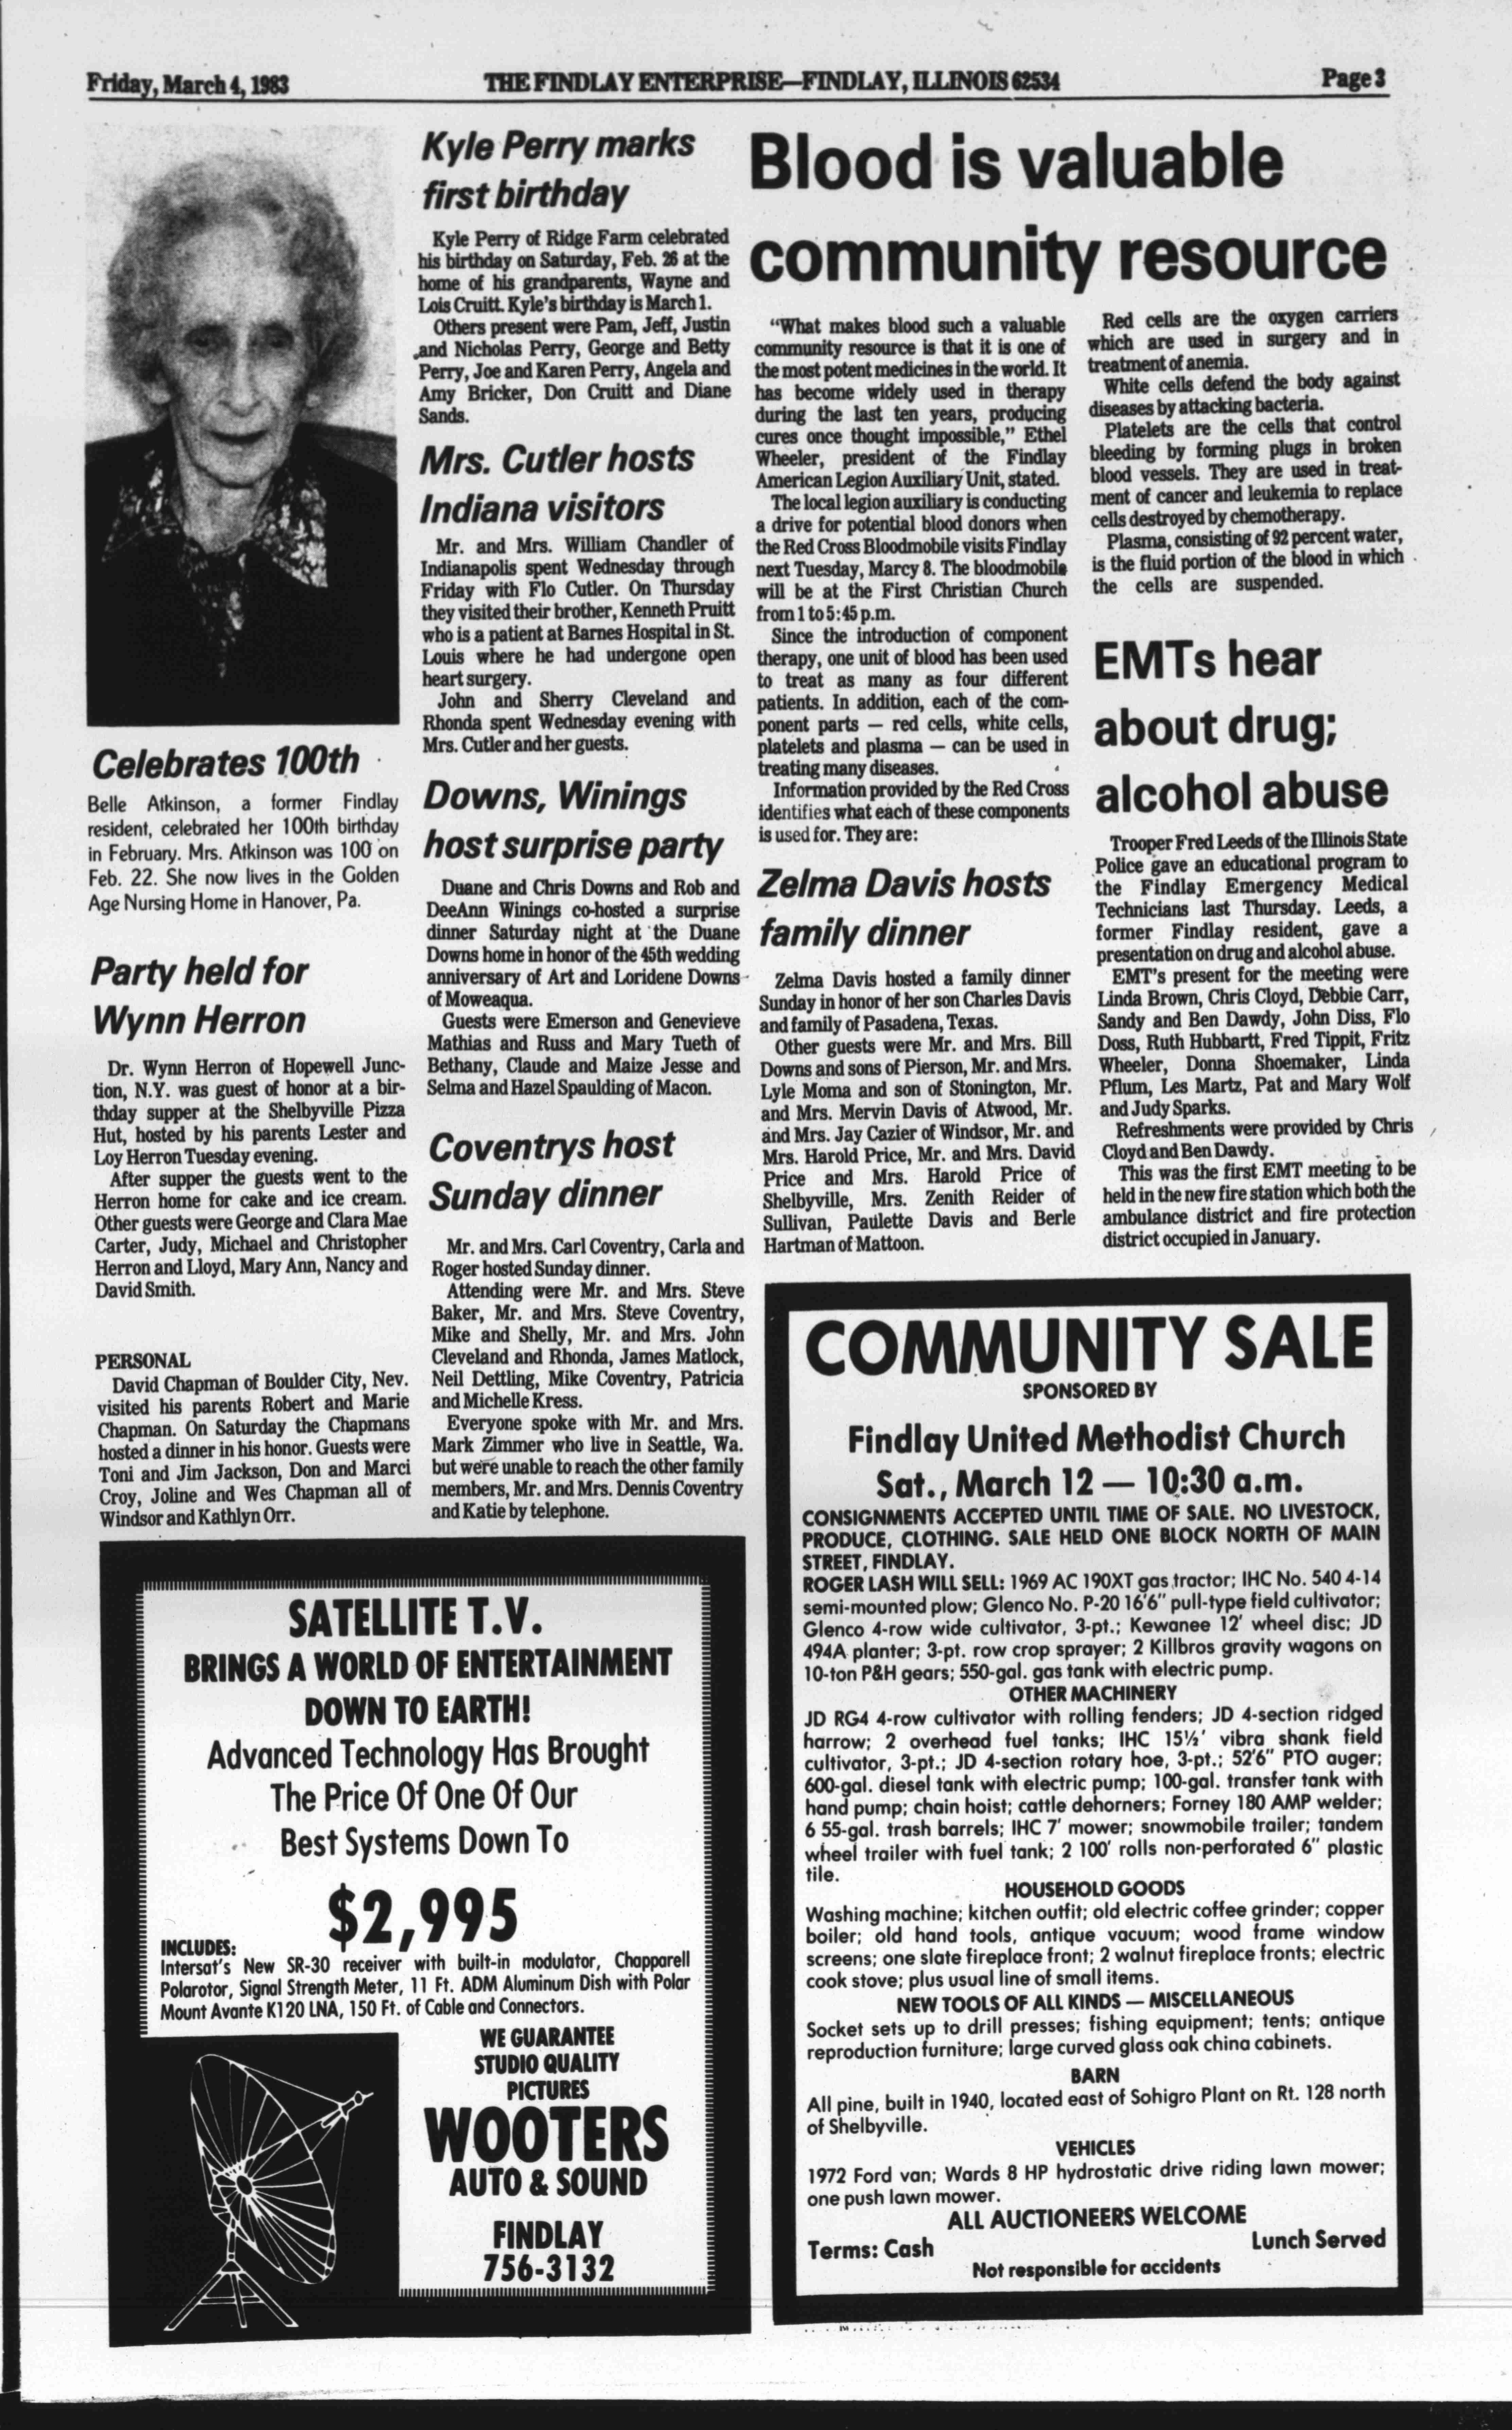 Friday, March 4, 1983
THE FINDLAY ENTERPRISE—FINDLAY, ILLINOIS 62534
Page 3
Celebrates 100th
Belle Atkinson, a former Findlay
resident, celebrated her 100th birthday
in February. Mrs. Atkinson was 100 on
Feb. 22. She now lives in the Golden
Age Nursing Home in Hanover, Pa.
Party held for
Wynn Herron
Dr. Wynn Herron of Hopewell Junc-
tion, N.Y. was guest of honor at a bir-
thday supper at the Shelbyville Pizza
Hut, hosted by his parents Lester and
Loy Herron Tuesday evening.
After supper the guests went to the
Herron home for cake and ice cream.
Other guests were George and Clara Mae
Carter, Judy, Michael and Christopher
Herron and Lloyd, Mary Ann, Nancy and
David Smith.
PERSONAL
David Chapman of Boulder City, Nev.
visited his parents Robert and Marie
Chapman. On Saturday the Chapmans
hosted a dinner in his honor. Guests were
Toni and Jim Jackson, Don and Marci
Croy, Joline and Wes Chapman all of
Windsor and Kathlyn Orr.
Kyle Perry marks
first birthday
Kyle Perry of Ridge Farm celebrated
his birthday on Saturday, Feb. 26 at the
home of his grandparents, Wayne and
Lois Cruitt. Kyle's birthday is March 1.
Others present were Pam, Jeff, Justin
and Nicholas Perry, George and Betty
Perry, Joe and Karen Perry, Angela and
Amy Bricker, Don Cruitt and Diane
Sands.
Mrs. Cutler hosts
Indiana visitors
Mr. and Mrs. William Chandler of
Indianapolis spent Wednesday through
Friday with Flo Cutler. On Thursday
they visited their brother, Kenneth Pruitt
who is a patient at Barnes Hospital in St.
Louis where he had undergone open
heart surgery.
John and Sherry Cleveland and
Rhonda spent Wednesday evening with
Mrs. Cutler and her guests.
Downs, Winings
host surprise party
Duane and Chris Downs and Rob and
DeeAnn Winings co-hosted a surprise
dinner Saturday night at the Duane
Downs home in honor of the 45th wedding
anniversary of Art and Loridene Downs
of Moweaqua.
Guests were Emerson and Genevieve
Mathias and Russ and Mary Tueth of
Bethany, Claude and Maize Jesse and
Selma and Hazel Spaulding of Macon.
Coventrys host
Sunday dinner
Mr. and Mrs. Carl Coventry, Carla and
Roger hosted Sunday dinner.
Attending were Mr. and Mrs. Steve
Baker, Mr. and Mrs. Steve Coventry,
Mike and Shelly, Mr. and Mrs. John
Cleveland and Rhonda, James Matlock,
Neil Dettling, Mike Coventry, Patricia
and Michelle Kress.
Everyone spoke with Mr. and Mrs.
Mark Zimmer who live in Seattle, Wa.
but were unable to reach the other family
members, Mr. and Mrs. Dennis Coventry
and Katie by telephone.
Blood is valuable
community resource
“What makes blood such a valuable
community resource is that it is one of
the most potent medicines in the world. It
has become widely used in therapy
during the last ten years, producing
cures once thought impossible,” Ethel
Wheeler, president of the Findlay
American Legion Auxiliary Unit, stated.
The local legion auxiliary is conducting
a drive for potential blood donors when
the Red Cross Bloodmobile visits Findlay
next Tuesday, Marcy 8. The bloodmobile
will be at the First Christian Church
from 1 to 5:45 p.m.
Since the introduction of component
therapy, one unit of blood has been used
to treat as many as four different
patients. In addition, each of the com-
ponent parts — red cells, white cells,
platelets and plasma — can be used in
treating many diseases.
Information provided by the Red Cross
identifies what each of these components
is used for. They are:
Red cells are the oxygen carriers
which are used in surgery and in
treatment of anemia.
White cells defend the body against
diseases by attacking bacteria.
Platelets are the cells that control
bleeding by forming plugs in broken
blood vessels. They are used in treat-
ment of cancer and leukemia to replace
cells destroyed by chemotherapy.
Plasma, consisting of 92 percent water,
is the fluid portion of the blood in which
the cells are suspended.
Zelma Davis hosts
family dinner
Zelma Davis hosted a family dinner
Sunday in honor of her son Charles Davis
and family of Pasadena, Texas.
Other guests were Mr. and Mrs. Bill
Downs and sons of Pierson, Mr. and Mrs.
Lyle Moma and son of Stonington, Mr.
and Mrs. Mervin Davis of Atwood, Mr.
and Mrs. Jay Cazier of Windsor, Mr. and
Mrs. Harold Price, Mr. and Mrs. David
Price and Mrs. Harold Price of
Shelbyville, Mrs. Zenith Reider of
Sullivan, Paulette Davis and Berle
Hartman of Mattoon.
EMTs hear
about drug;
alcohol abuse
Trooper Fred Leeds of the Illinois State
Police gave an educational program to
the Findlay Emergency Medical
Technicians last Thursday. Leeds, a
former Findlay resident, gave a
presentation on drug and alcohol abuse.
EMT's present for the meeting were
Linda Brown, Chris Cloyd, Debbie Carr,
Sandy and Ben Dawdy, John Diss, Flo
Doss, Ruth Hubbartt, Fred Tippit, Fritz
Wheeler, Donna Shoemaker, Linda
Pflum, Les Martz, Pat and Mary Wolf
and Judy Sparks.
Refreshments were provided by Chris
Cloyd and Ben Dawdy.
This was the first EMT meeting to be
held in the new fire station which both the
ambulance district and fire protection
district occupied in January.
SATELLITE T.V.
BRINGS A WORLD OF ENTERTAINMENT
DOWN TO EARTH!
Advanced Technology Has Brought
The Price Of One Of Our
Best Systems Down To
$2,995
INCLUDES:
Intersat's New SR-30 receiver with built-in modulator, Chapparell
Polarotor, Signal Strength Meter, 11 Ft. ADM Aluminum Dish with Polar
Mount Avante K120 LNA, 150 Ft. of Cable and Connectors.
WE GUARANTEE
STUDIO QUALITY
PICTURES
WOOTERS
AUTO & SOUND
FINDLAY
756-3132
COMMUNITY SALE
SPONSORED BY
Findlay United Methodist Church
Sat., March 12 — 10:30 a.m.
CONSIGNMENTS ACCEPTED UNTIL TIME OF SALE. NO LIVESTOCK,
PRODUCE, CLOTHING. SALE HELD ONE BLOCK NORTH OF MAIN
STREET, FINDLAY.
ROGER LASH WILL SELL: 1969 AC 190XT gas tractor; IHC No. 540 4-14
semi-mounted plow; Glenco No. P-20 16'6" pull-type field cultivator;
Glenco 4-row wide cultivator, 3-pt.; Kewanee 12' wheel disc; JD
494A planter; 3-pt. row crop sprayer; 2 Killbros gravity wagons on
10-ton P&H gears; 550-gal. gas tank with electric pump.
OTHER MACHINERY
JD RG4 4-row cultivator with rolling fenders; JD 4-section ridged
harrow; 2 overhead fuel tanks; IHC 15½' vibra shank field
cultivator, 3-pt.; JD 4-section rotary hoe, 3-pt.; 52'6" PTO auger;
600-gal. diesel tank with electric pump; 100-gal. transfer tank with
hand pump; chain hoist; cattle dehorners; Forney 180 AMP welder;
6 55-gal. trash barrels; IHC 7' mower; snowmobile trailer; tandem
wheel trailer with fuel tank; 2 100' rolls non-perforated 6" plastic
tile.
HOUSEHOLD GOODS
Washing machine; kitchen outfit; old electric coffee grinder; copper
boiler; old hand tools, antique vacuum; wood frame window
screens; one slate fireplace front; 2 walnut fireplace fronts; electric
cook stove; plus usual line of small items.
NEW TOOLS OF ALL KINDS — MISCELLANEOUS
Socket sets up to drill presses; fishing equipment; tents; antique
reproduction furniture; large curved glass oak china cabinets.
BARN
All pine, built in 1940, located east of Sohigro Plant on Rt. 128 north
of Shelbyville.
VEHICLES
1972 Ford van; Wards 8 HP hydrostatic drive riding lawn mower;
one push lawn mower.
ALL AUCTIONEERS WELCOME
Terms: Cash
Lunch Served
Not responsible for accidents